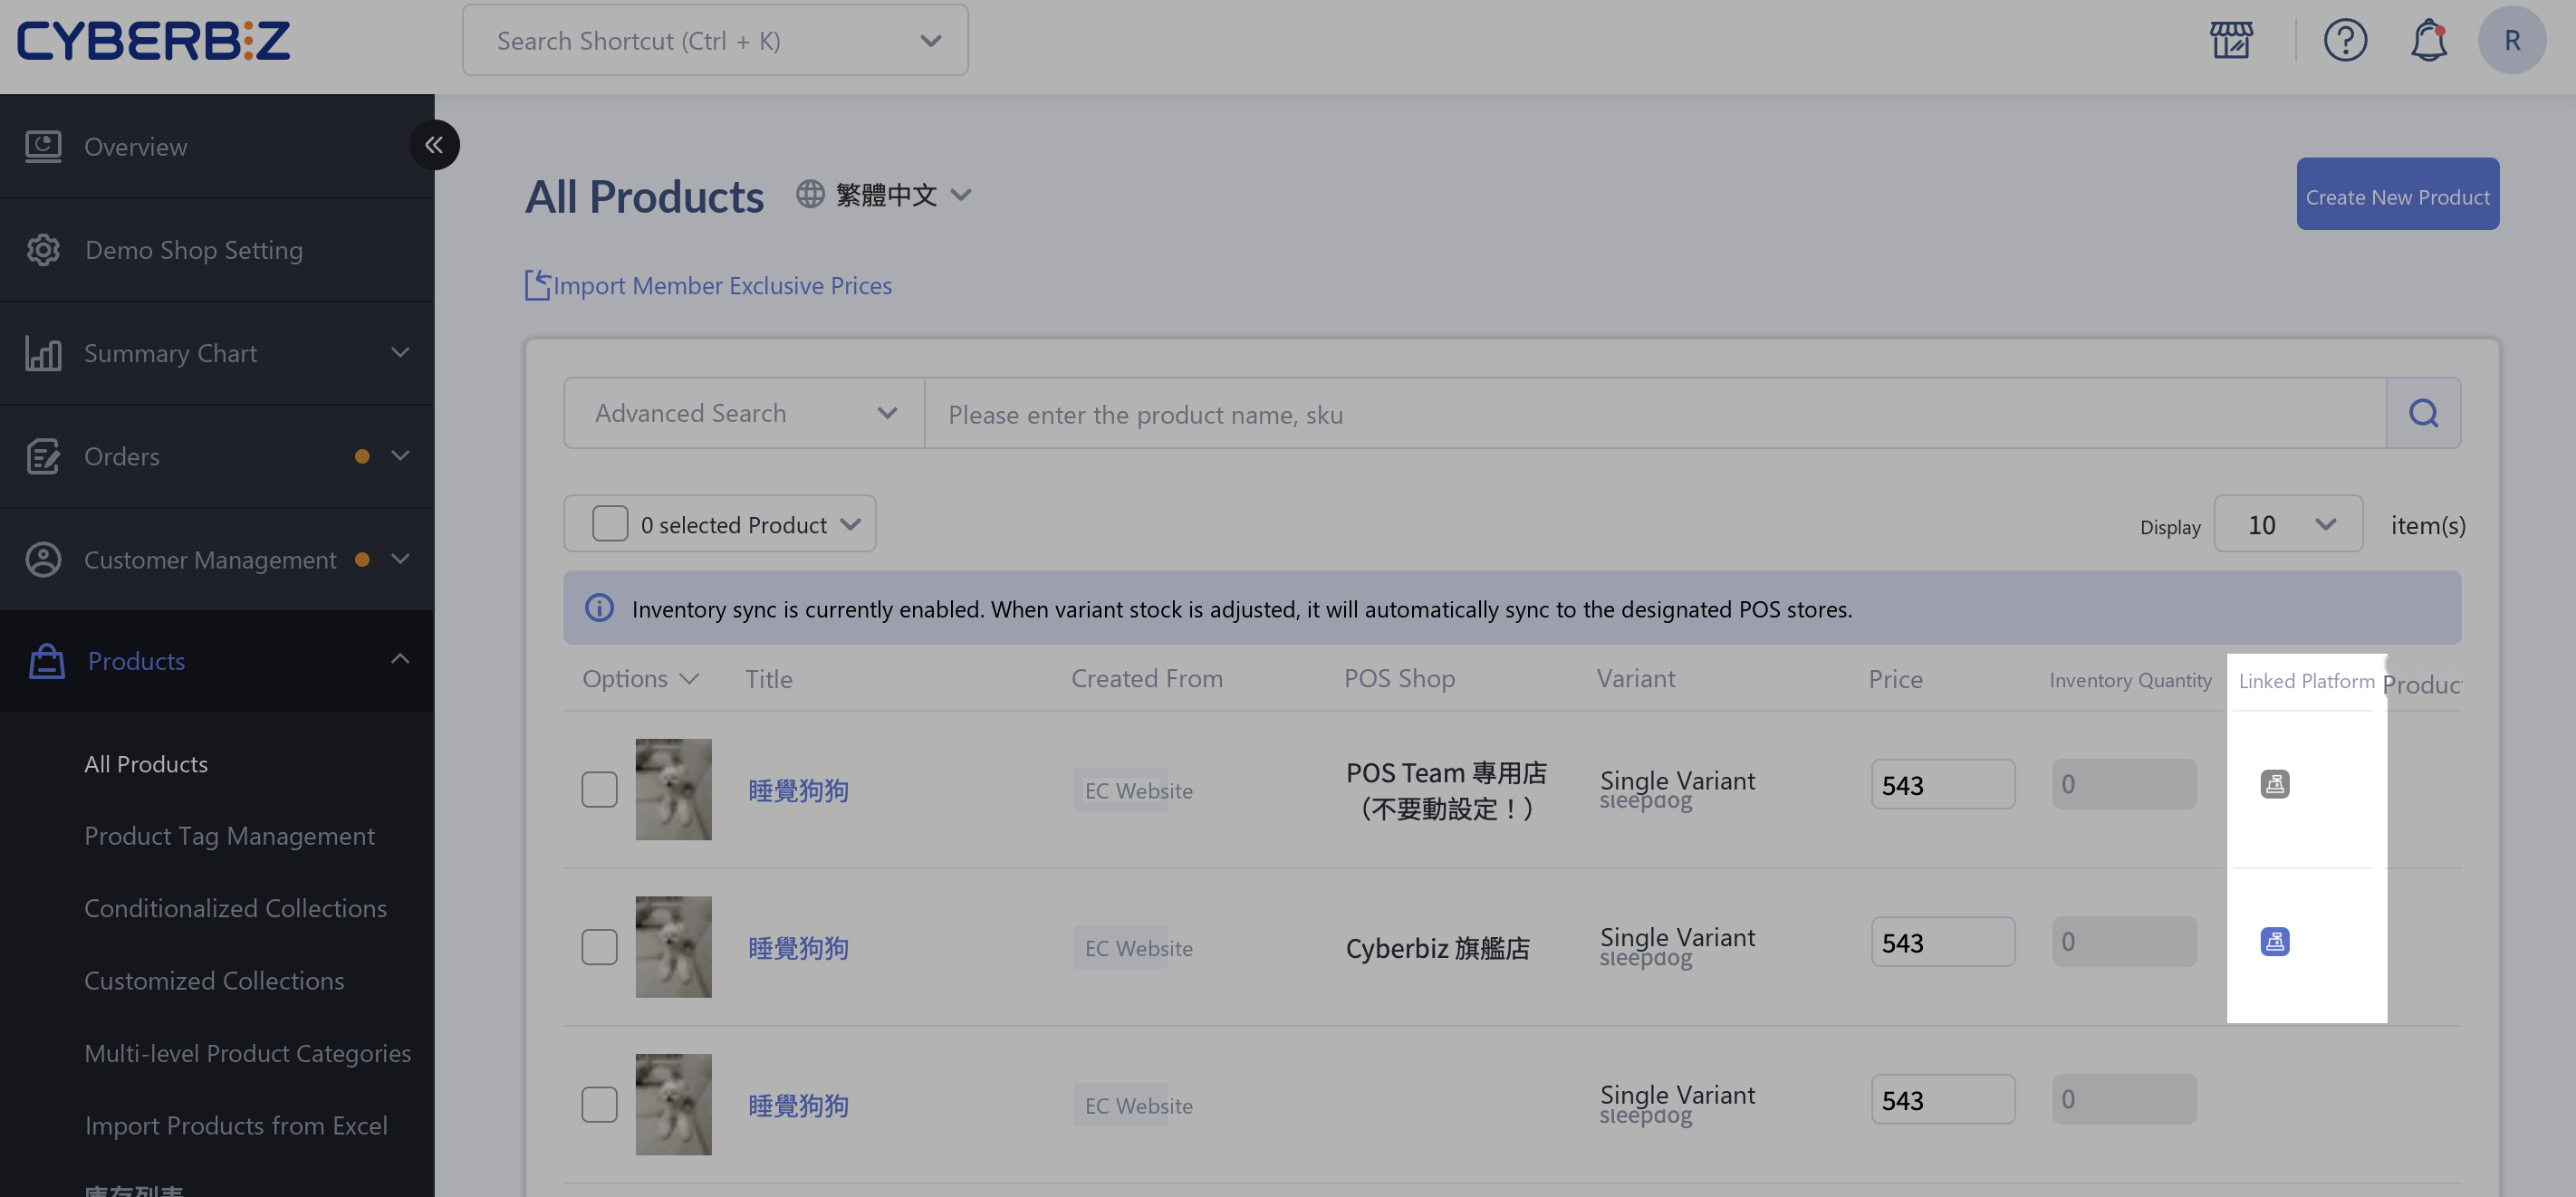 CYBERBIZ
Search Shortcut (Ctrl + K)
R
Overview
Demo Shop Setting
Summary Chart
Orders
Customer Management
Products
All Products
Product Tag Management
Conditionalized Collections
Customized Collections
Multi-level Product Categories
Import Products from Excel
庫存列表
All Products
繁體中文
Create New Product
Import Member Exclusive Prices
Advanced Search
Please enter the product name, sku
0 selected Product
Display 10 item(s)
Inventory sync is currently enabled. When variant stock is adjusted, it will automatically sync to the designated POS stores.
Options Title Created From POS Shop Variant Price Inventory Quantity Linked Platform Produc
睡覺狗狗
EC Website
POS Team 專用店
（不要動設定！）
Single Variant
sleepdog
543
0
睡覺狗狗
EC Website
Cyberbiz 旗艦店
Single Variant
sleepdog
543
0
睡覺狗狗
EC Website
Single Variant
sleepdog
543
0